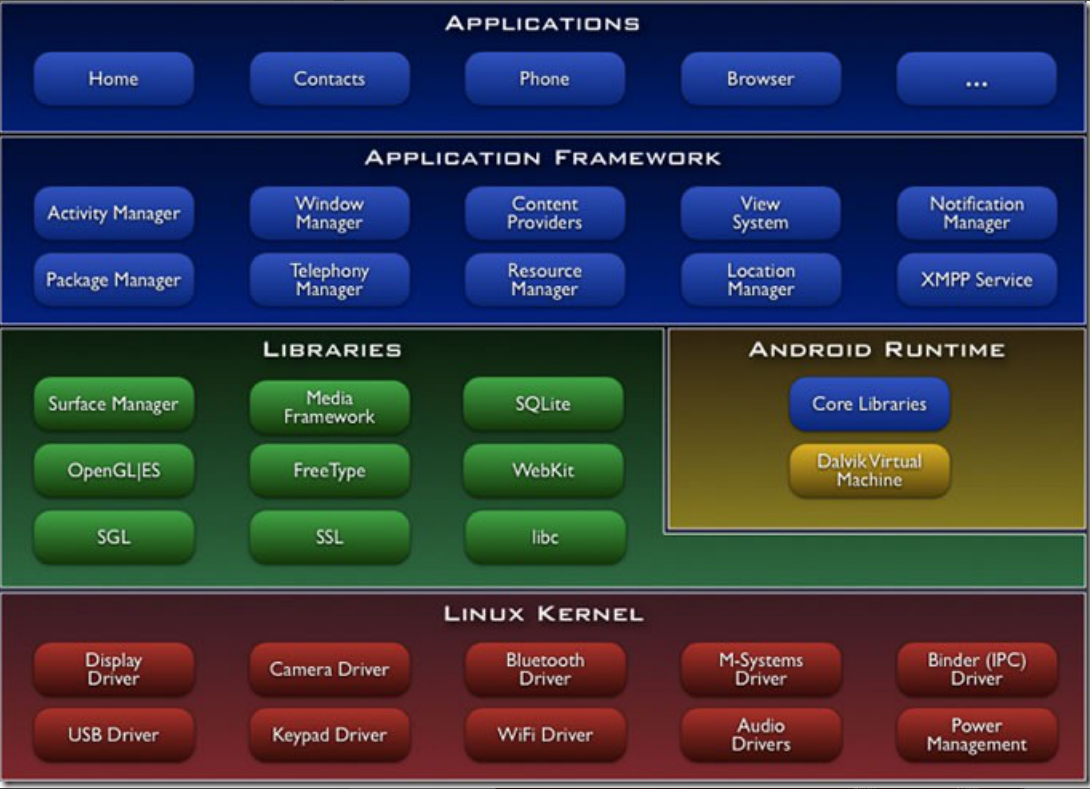 APPLICATIONS
Home
Contacts
Phone
Browser
...
APPLICATION FRAMEWORK
Activity Manager
Window
Manager
Content
Providers
View
System
Notification
Manager
Package Manager
Telephony
Manager
Resource
Manager
Location
Manager
XMPP Service
LIBRARIES
Surface Manager
Media
Framework
SQLite
OpenGL|ES
FreeType
WebKit
SGL
SSL
libc
ANDROID RUNTIME
Core Libraries
Dalvik Virtual
Machine
LINUX KERNEL
Display
Driver
Camera Driver
Bluetooth
Driver
M-Systems
Driver
Binder (IPC)
Driver
USB Driver
Keypad Driver
WiFi Driver
Audio
Drivers
Power
Management